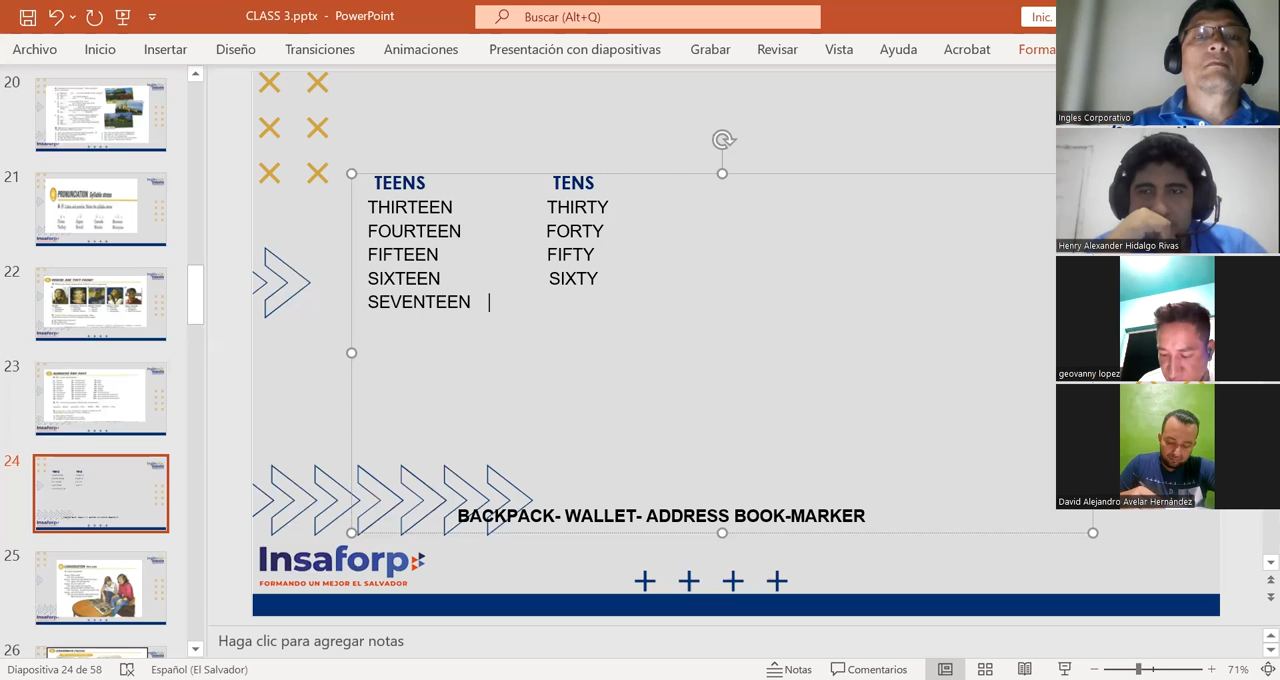 CLASS 3.pptx - PowerPoint
Buscar (Alt+Q)
Inic.
Archivo Inicio Insertar Diseño Transiciones Animaciones Presentación con diapositivas Grabar Revisar Vista Ayuda Acrobat Forma
20
21
PRONUNCIATION Syllable stress
22
23
24
25
26
TEENS TENS
THIRTEEN THIRTY
FOURTEEN FORTY
FIFTEEN FIFTY
SIXTEEN SIXTY
SEVENTEEN
BACKPACK- WALLET- ADDRESS BOOK-MARKER
Insaforp
FORMANDO UN MEJOR EL SALVADOR
Ingles Corporativo
Henry Alexander Hidalgo Rivas
geovanny lopez
David Alejandro Avelar Hernández
Haga clic para agregar notas
Diapositiva 24 de 58 Español (El Salvador) Notas Comentarios 71%